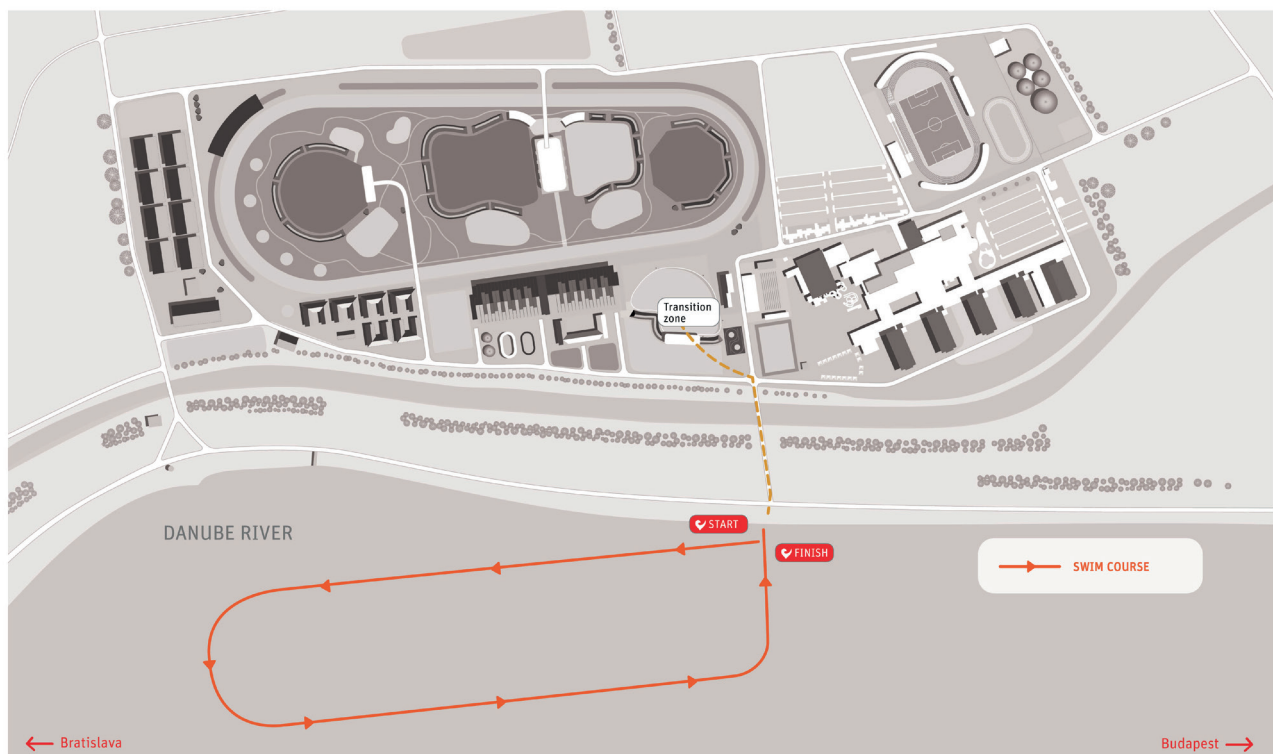 Transition
zone
START
DANUBE RIVER
FINISH
SWIM COURSE
Bratislava
Budapest